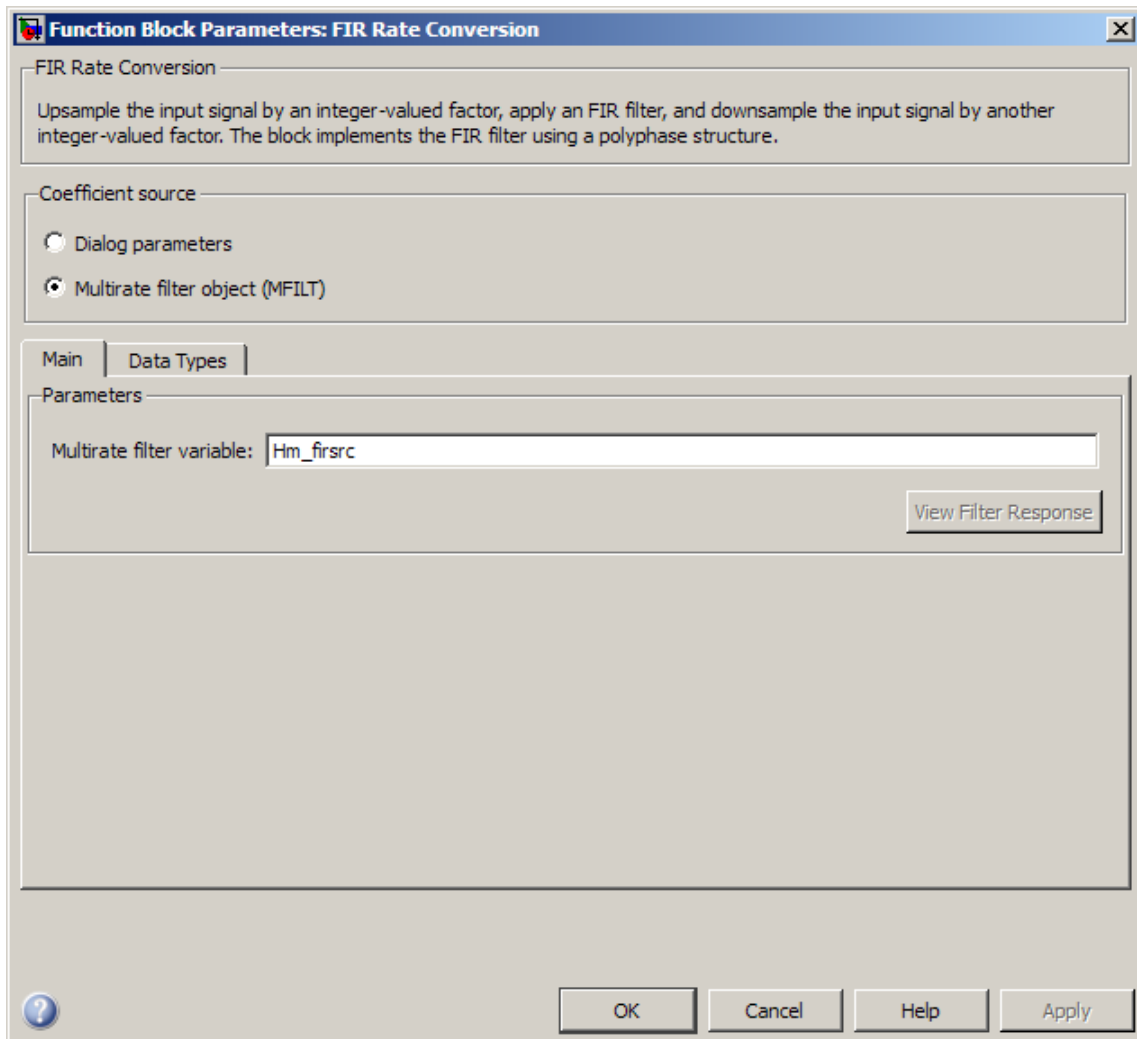 Function Block Parameters: FIR Rate Conversion
FIR Rate Conversion
Upsample the input signal by an integer-valued factor, apply an FIR filter, and downsample the input signal by another
integer-valued factor. The block implements the FIR filter using a polyphase structure.
Coefficient source
Dialog parameters
Multirate filter object (MFILT)
Main Data Types
Parameters
Multirate filter variable: Hm_firsrc
View Filter Response
? OK Cancel Help Apply